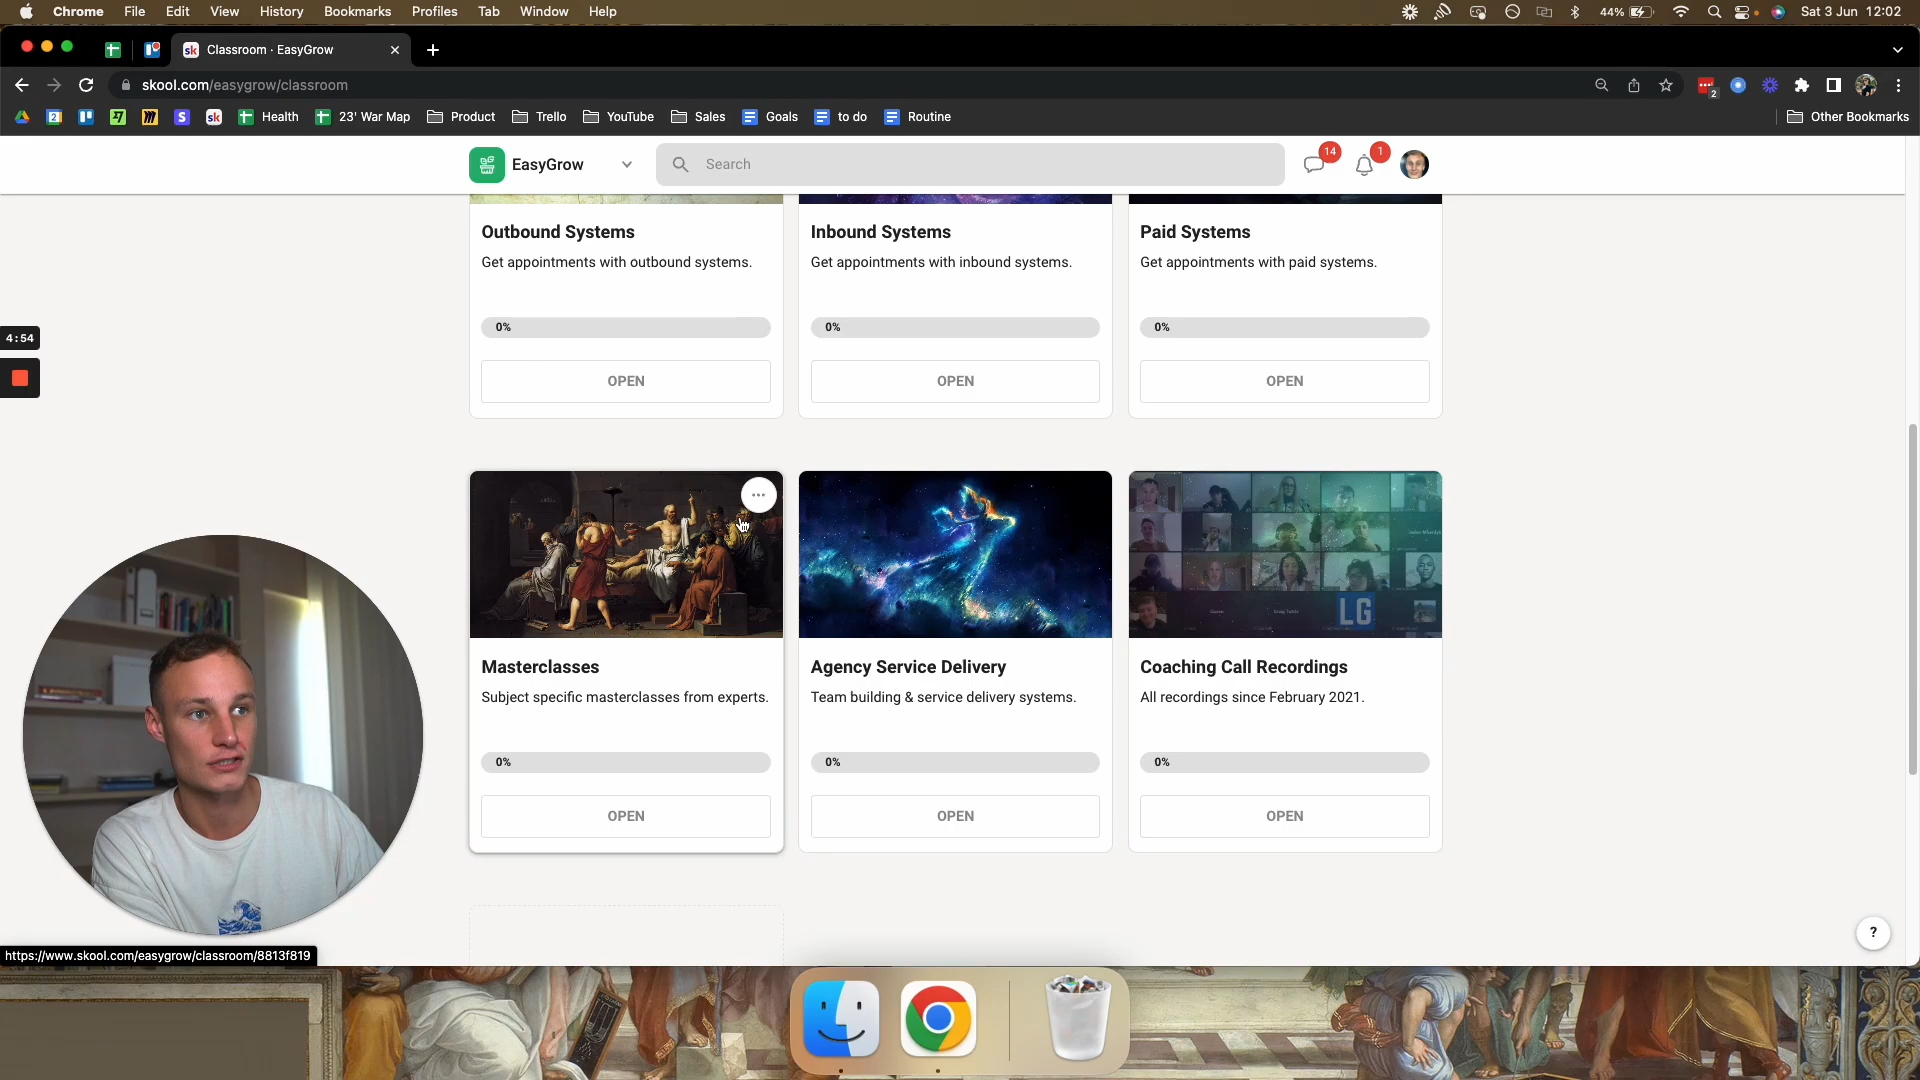 Chrome File Edit View History Bookmarks Profiles Tab Window Help 44% Sat 3 Jun 12:02
Classroom · EasyGrow
skool.com/easygrow/classroom
2
Health 23' War Map Product Trello YouTube Sales Goals to do Routine Other Bookmarks
EasyGrow Search 14 1
Outbound Systems Inbound Systems Paid Systems
Get appointments with outbound systems. Get appointments with inbound systems. Get appointments with paid systems.
0% 0% 0%
4:54
OPEN OPEN OPEN
LG
Masterclasses Agency Service Delivery Coaching Call Recordings
Subject specific masterclasses from experts. Team building & service delivery systems. All recordings since February 2021.
0% 0% 0%
OPEN OPEN OPEN
?
https://www.skool.com/easygrow/classroom/8813f819